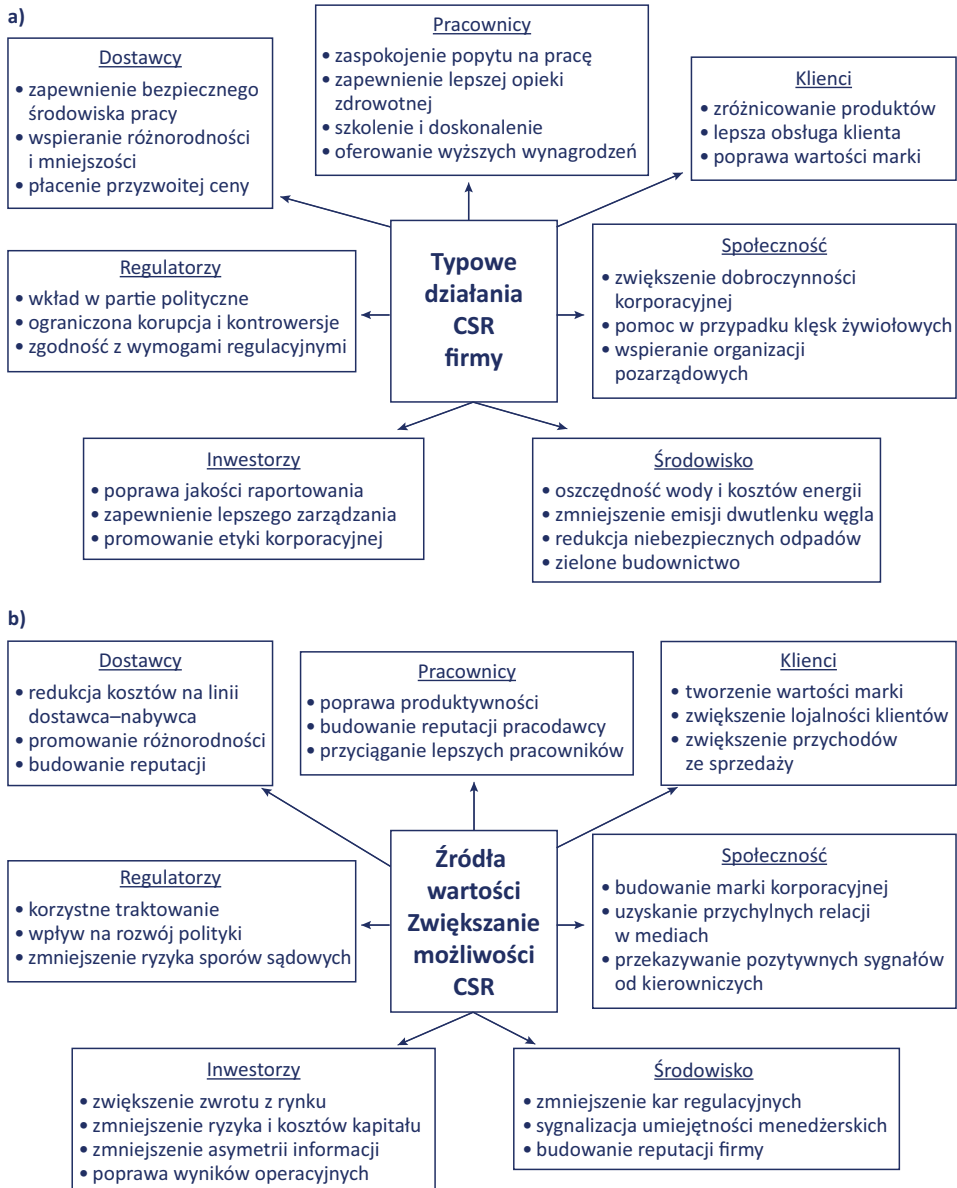 a)
Dostawcy
• zapewnienie bezpiecznego
środowiska pracy
• wspieranie różnorodności
i mniejszości
• płacenie przyzwoitej ceny
Pracownicy
• zaspokojenie popytu na pracę
• zapewnienie lepszej opieki
zdrowotnej
• szkolenie i doskonalenie
• oferowanie wyższych wynagrodzeń
Klienci
• zróżnicowanie produktów
• lepsza obsługa klienta
• poprawa wartości marki
Regulatorzy
• wkład w partie polityczne
• ograniczona korupcja i kontrowersje
• zgodność z wymogami regulacyjnymi
Typowe
działania
CSR
firmy
Społeczność
• zwiększenie dobroczynności
korporacyjnej
• pomoc w przypadku klęsk żywiołowych
• wspieranie organizacji
pozarządowych
Inwestorzy
• poprawa jakości raportowania
• zapewnienie lepszego zarządzania
• promowanie etyki korporacyjnej
Środowisko
• oszczędność wody i kosztów energii
• zmniejszenie emisji dwutlenku węgla
• redukcja niebezpiecznych odpadów
• zielone budownictwo
b)
Dostawcy
• redukcja kosztów na linii
dostawca–nabywca
• promowanie różnorodności
• budowanie reputacji
Pracownicy
• poprawa produktywności
• budowanie reputacji pracodawcy
• przyciąganie lepszych pracowników
Klienci
• tworzenie wartości marki
• zwiększenie lojalności klientów
• zwiększenie przychodów
ze sprzedaży
Regulatorzy
• korzystne traktowanie
• wpływ na rozwój polityki
• zmniejszenie ryzyka sporów sądowych
Źródła
wartości
Zwiększanie
możliwości
CSR
Społeczność
• budowanie marki korporacyjnej
• uzyskanie przychylnych relacji
w mediach
• przekazywanie pozytywnych sygnałów
od kierowniczych
Inwestorzy
• zwiększenie zwrotu z rynku
• zmniejszenie ryzyka i kosztów kapitału
• zmniejszenie asymetrii informacji
• poprawa wyników operacyjnych
Środowisko
• zmniejszenie kar regulacyjnych
• sygnalizacja umiejętności menedżerskich
• budowanie reputacji firmy